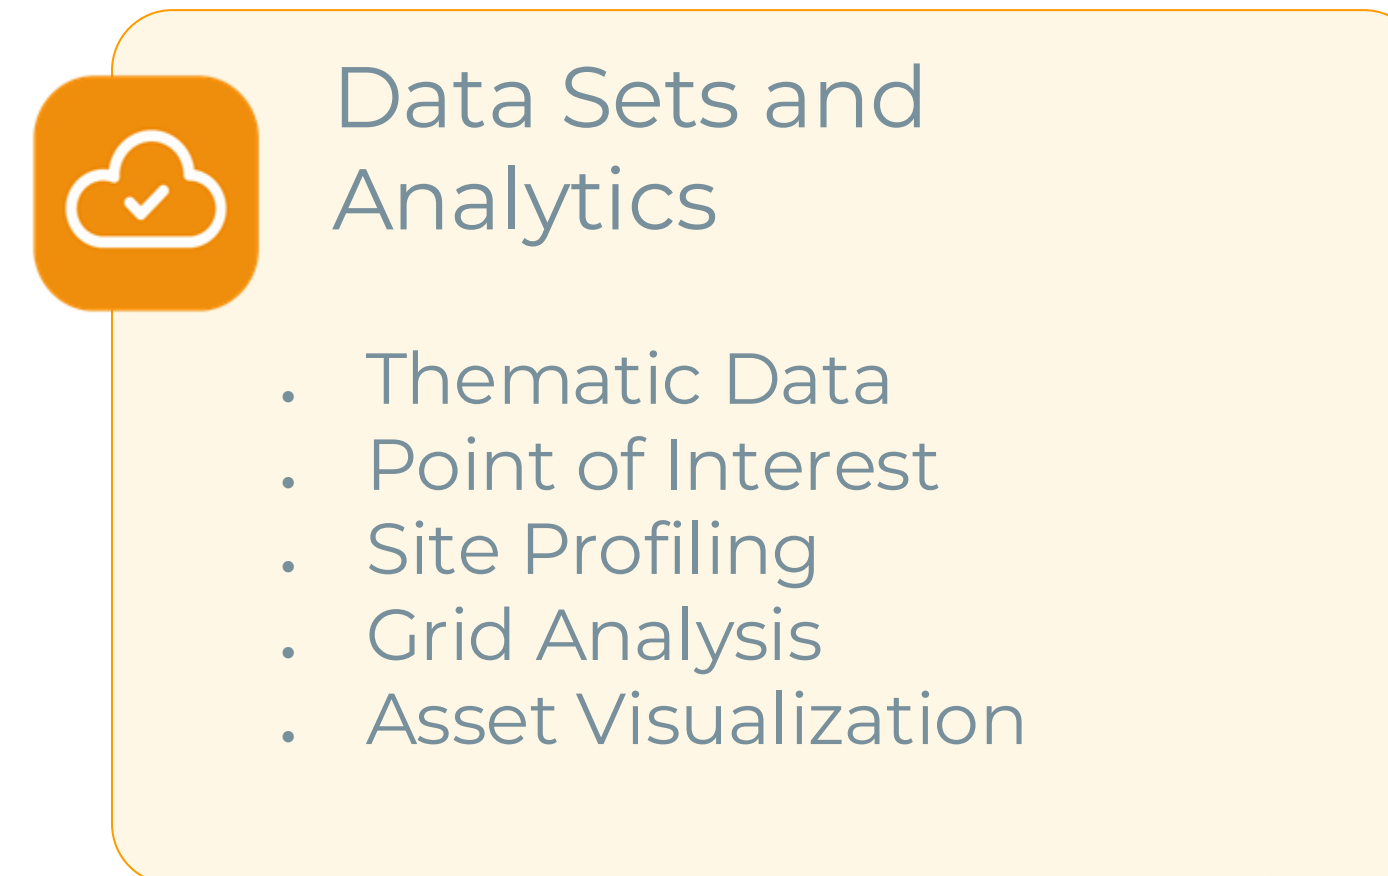 Data Sets and
Analytics
. Thematic Data
. Point of Interest
. Site Profiling
. Grid Analysis
. Asset Visualization